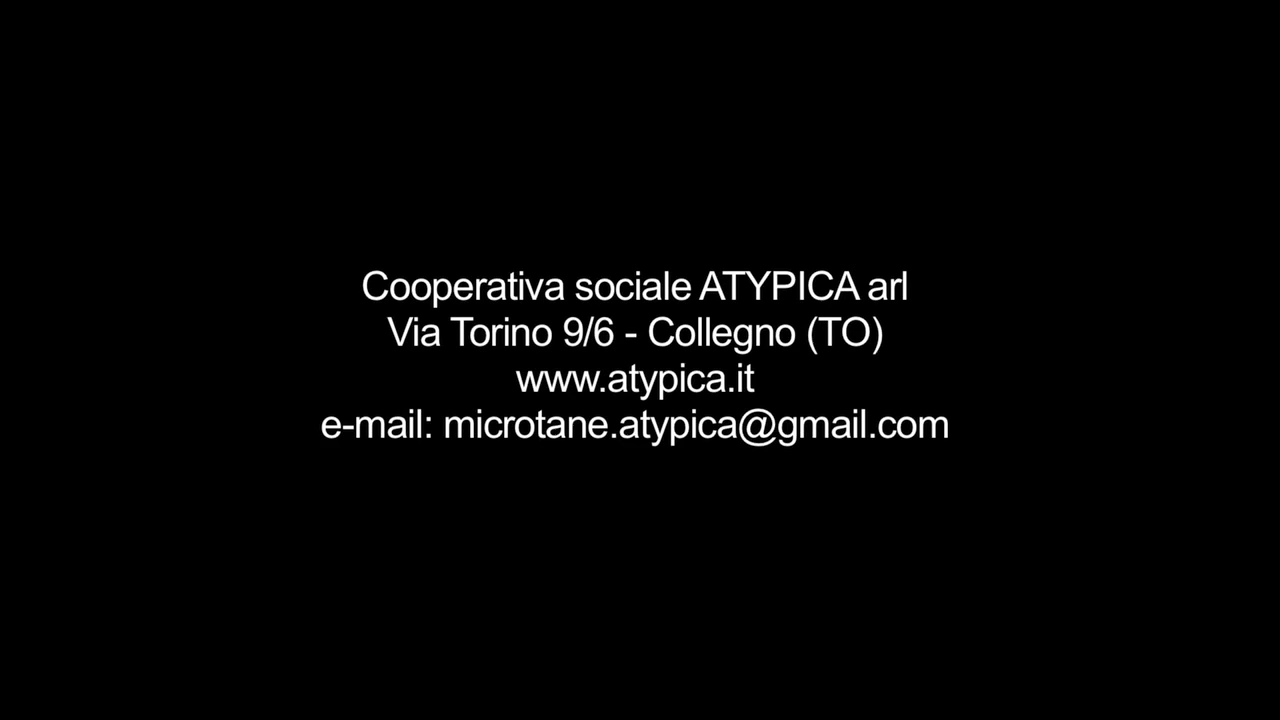 Cooperativa sociale ATYPICA arl
Via Torino 9/6 - Collegno (TO)
www.atypica.it
e-mail: microtane.atypica@gmail.com